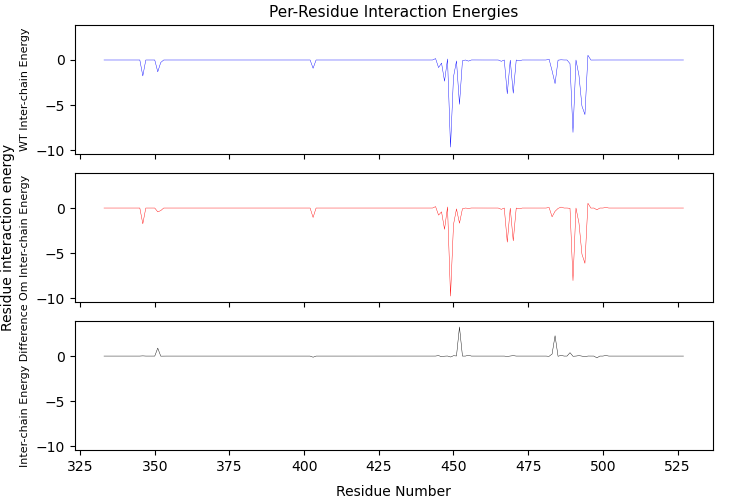 Per-Residue Interaction Energies
Residue interaction energy
WT Inter-chain Energy
0
−5
−10
Om Inter-chain Energy
0
−5
−10
Inter-chain Energy Difference
0
−5
−10
325 350 375 400 425 450 475 500 525
Residue Number